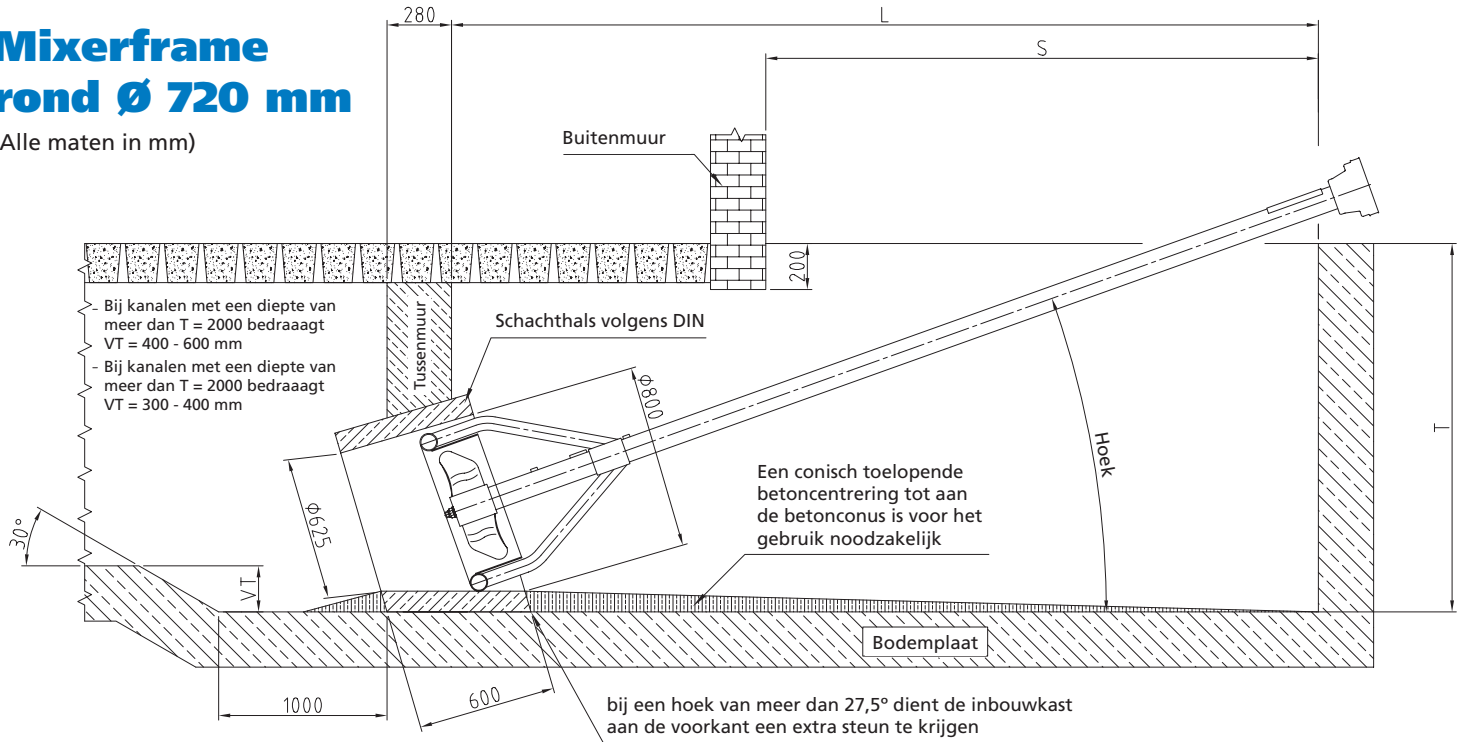 Mixerframe
rond Ø 720 mm
Alle maten in mm)
280
L
S
Buitenmuur
200
- Bij kanalen met een diepte van
meer dan T = 2000 bedraaagt
VT = 400 - 600 mm
- Bij kanalen met een diepte van
meer dan T = 2000 bedraaagt
VT = 300 - 400 mm
Tussenmuur
Schachthals volgens DIN
ϕ800
Hoek
T
Een conisch toelopende
betoncentrering tot aan
de betonconus is voor het
gebruik noodzakelijk
ϕ625
30°
VT
Bodemplaat
600
1000
bij een hoek van meer dan 27,5° dient de inbouwkast
aan de voorkant een extra steun te krijgen